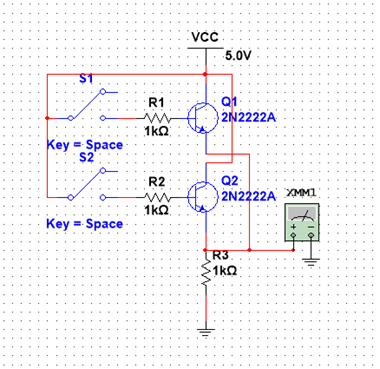 VCC
5.0V
S1
R1
1kΩ
Q1
2N2222A
Key = Space
S2
R2
1kΩ
Q2
2N2222A
Key = Space
XMM1
R3
1kΩ